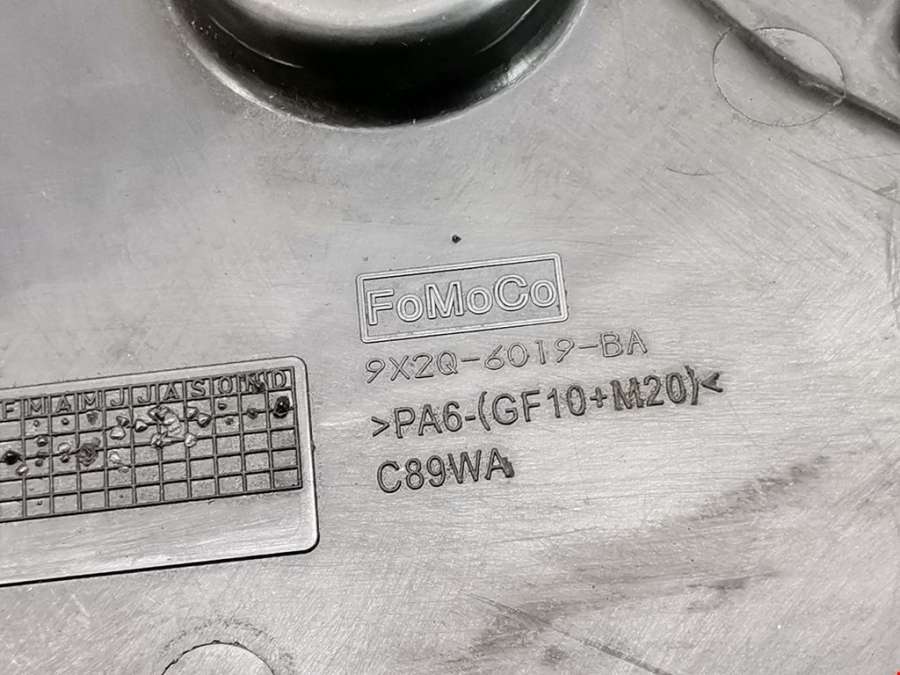 FoMoCo
9X2Q-6019-BA
>PA6-(GF10+M20)<
C89WA
F M A M J J A S O N D